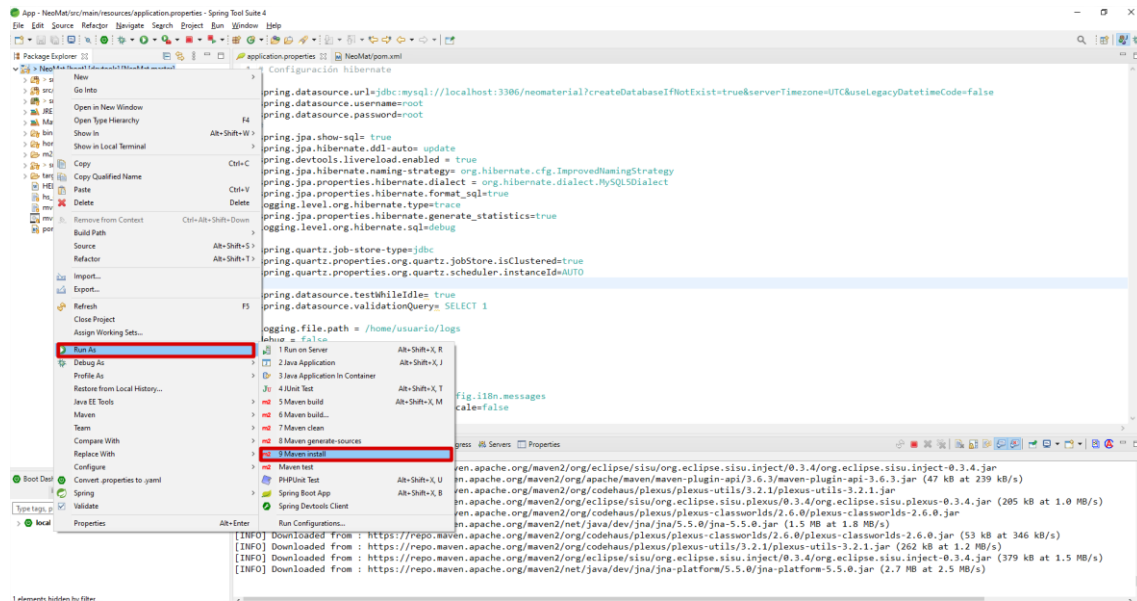 App - NeoMat/src/main/resources/application.properties - Spring Tool Suite 4
File Edit Source Refactor Navigate Search Project Run Window Help
Package Explorer
application.properties
NeoMat/pom.xml
# Configuración hibernate
spring.datasource.url=jdbc:mysql://localhost:3306/neomaterial?createDatabaseIfNotExist=true&serverTimezone=UTC&useLegacyDatetimeCode=false
pring.datasource.username=root
pring.datasource.password=root
pring.jpa.show-sql= true
pring.jpa.hibernate.ddl-auto= update
pring.devtools.livereload.enabled = true
pring.jpa.hibernate.naming-strategy= org.hibernate.cfg.ImprovedNamingStrategy
pring.jpa.properties.hibernate.dialect = org.hibernate.dialect.MySQL5Dialect
pring.jpa.properties.hibernate.format_sql=true
ogging.level.org.hibernate.type=trace
pring.jpa.properties.hibernate.generate_statistics=true
ogging.level.org.hibernate.sql=debug
pring.quartz.job-store-type=jdbc
pring.quartz.properties.org.quartz.jobStore.isClustered=true
pring.quartz.properties.org.quartz.scheduler.instanceId=AUTO
pring.datasource.testWhileIdle= true
pring.datasource.validationQuery= SELECT 1
ogging.file.path = /home/usuario/logs
debug = false
fig.i18n.messages
cale=false
New
Go Into
Open in New Window
Open Type Hierarchy F4
Show In Alt+Shift+W >
Show in Local Terminal
Copy Ctrl+C
Copy Qualified Name
Paste Ctrl+V
Delete Delete
Remove from Context Ctrl+Alt+Shift+Down
Build Path
Source Alt+Shift+S >
Refactor Alt+Shift+T >
Import...
Export...
Refresh F5
Close Project
Assign Working Sets...
Run As
Debug As
Profile As
Restore from Local History...
Java EE Tools
Maven
Team
Compare With
Replace With
Configure
Convert .properties to .yaml
Spring
Validate
Properties Alt+Enter
1 Run on Server Alt+Shift+X, R
2 Java Application Alt+Shift+X, J
3 Java Application In Container
4 JUnit Test Alt+Shift+X, T
5 Maven build Alt+Shift+X, M
6 Maven build...
7 Maven clean
8 Maven generate-sources
9 Maven install
Maven test
PHPUnit Test Alt+Shift+X, U
Spring Boot App Alt+Shift+X, B
Spring Devtools Client
Run Configurations...
Boot Dash
Type tags, p
local
gress Servers Properties
ven.apache.org/maven2/org/eclipse/sisu/org.eclipse.sisu.inject/0.3.4/org.eclipse.sisu.inject-0.3.4.jar
en.apache.org/maven2/org/apache/maven/maven-plugin-api/3.6.3/maven-plugin-api-3.6.3.jar (47 kB at 239 kB/s)
ven.apache.org/maven2/org/codehaus/plexus/plexus-utils/3.2.1/plexus-utils-3.2.1.jar
en.apache.org/maven2/org/eclipse/sisu/org.eclipse.sisu.plexus/0.3.4/org.eclipse.sisu.plexus-0.3.4.jar (205 kB at 1.0 MB/s)
ven.apache.org/maven2/org/codehaus/plexus/plexus-classworlds/2.6.0/plexus-classworlds-2.6.0.jar
en.apache.org/maven2/net/java/dev/jna/jna/5.5.0/jna-5.5.0.jar (1.5 MB at 1.8 MB/s)
[INFO] Downloaded from : https://repo.maven.apache.org/maven2/org/codehaus/plexus/plexus-classworlds/2.6.0/plexus-classworlds-2.6.0.jar (53 kB at 346 kB/s)
[INFO] Downloaded from : https://repo.maven.apache.org/maven2/org/codehaus/plexus/plexus-utils/3.2.1/plexus-utils-3.2.1.jar (262 kB at 1.2 MB/s)
[INFO] Downloaded from : https://repo.maven.apache.org/maven2/org/eclipse/sisu/org.eclipse.sisu.inject/0.3.4/org.eclipse.sisu.inject-0.3.4.jar (379 kB at 1.5 MB/s)
[INFO] Downloaded from : https://repo.maven.apache.org/maven2/net/java/dev/jna/jna-platform/5.5.0/jna-platform-5.5.0.jar (2.7 MB at 2.5 MB/s)
1 elements hidden by filter